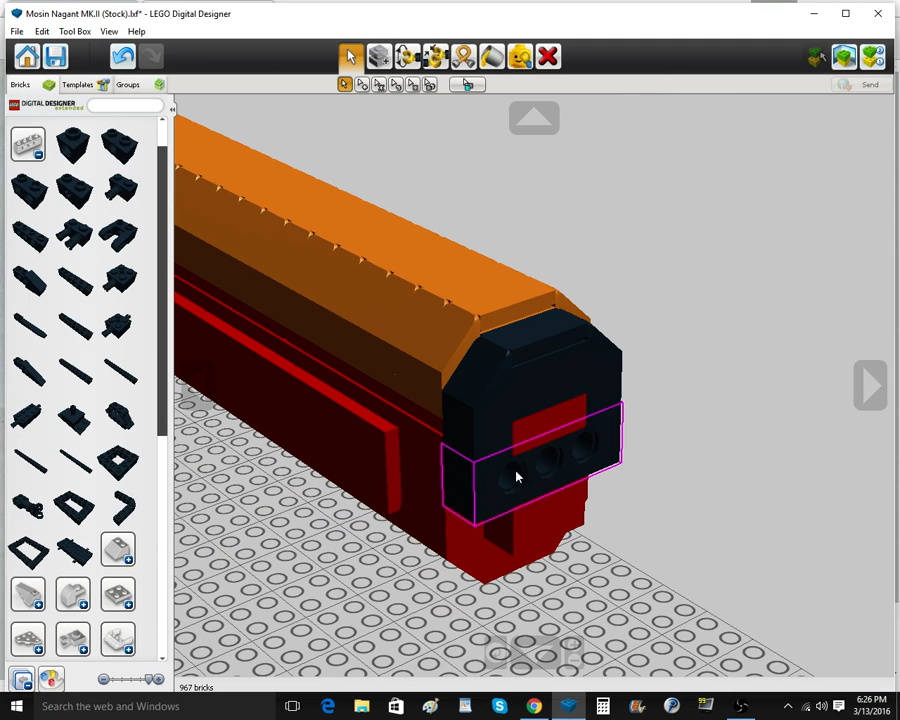 Mosin Nagant MK.II (Stock).lxf* - LEGO Digital Designer
File Edit Tool Box View Help
Bricks Templates Groups
Send
LEGO DIGITAL DESIGNER
extended
967 bricks
Search the web and Windows
99
6:26 PM
3/13/2016